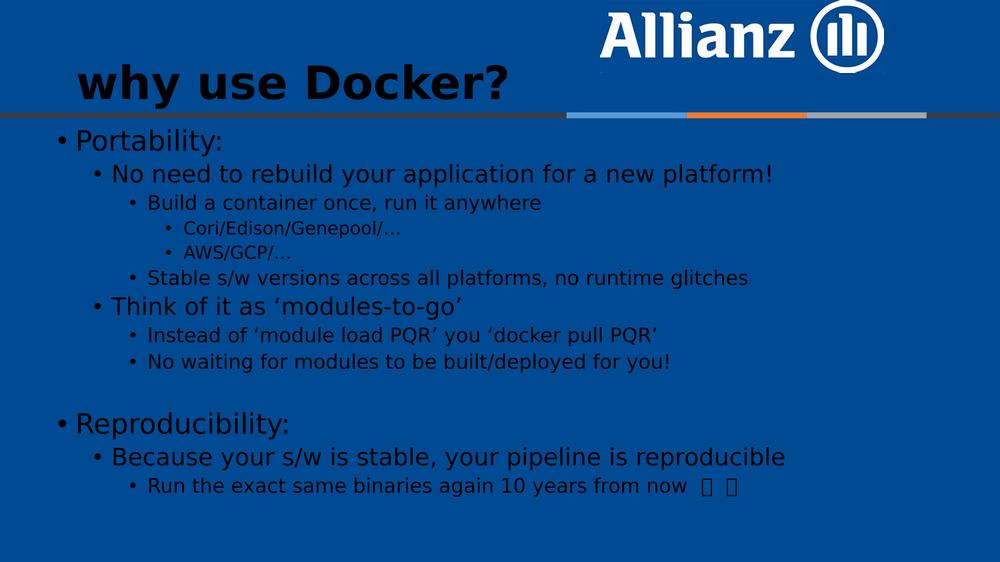 Allianz
why use Docker?
• Portability:
• No need to rebuild your application for a new platform!
• Build a container once, run it anywhere
• Cori/Edison/Genepool/…
• AWS/GCP/…
• Stable s/w versions across all platforms, no runtime glitches
• Think of it as ‘modules-to-go’
• Instead of ‘module load PQR’ you ‘docker pull PQR’
• No waiting for modules to be built/deployed for you!
• Reproducibility:
• Because your s/w is stable, your pipeline is reproducible
• Run the exact same binaries again 10 years from now